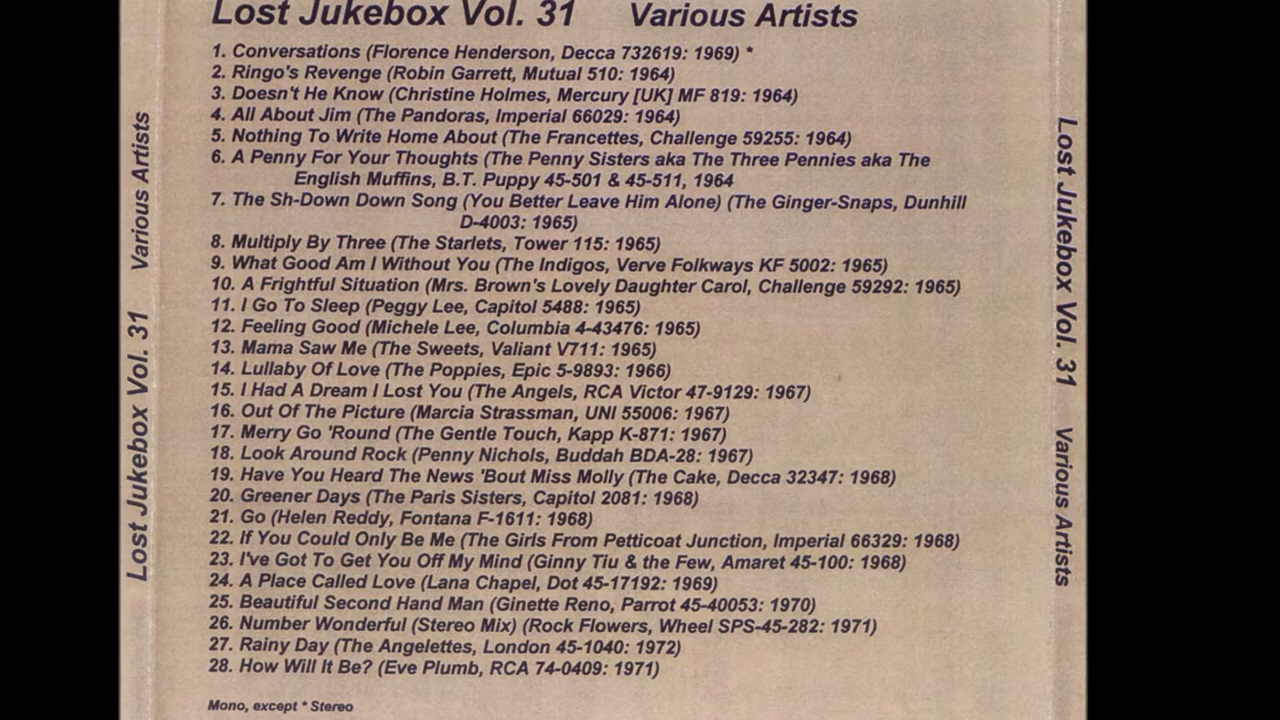 Lost Jukebox Vol. 31 Various Artists
1. Conversations (Florence Henderson, Decca 732619: 1969) *
2. Ringo's Revenge (Robin Garrett, Mutual 510: 1964)
3. Doesn't He Know (Christine Holmes, Mercury [UK] MF 819: 1964)
4. All About Jim (The Pandoras, Imperial 66029: 1964)
5. Nothing To Write Home About (The Francettes, Challenge 59255: 1964)
6. A Penny For Your Thoughts (The Penny Sisters aka The Three Pennies aka The
English Muffins, B.T. Puppy 45-501 & 45-511, 1964
7. The Sh-Down Down Song (You Better Leave Him Alone) (The Ginger-Snaps, Dunhill
D-4003: 1965)
8. Multiply By Three (The Starlets, Tower 115: 1965)
9. What Good Am I Without You (The Indigos, Verve Folkways KF 5002: 1965)
10. A Frightful Situation (Mrs. Brown's Lovely Daughter Carol, Challenge 59292: 1965)
11. I Go To Sleep (Peggy Lee, Capitol 5488: 1965)
12. Feeling Good (Michele Lee, Columbia 4-43476: 1965)
13. Mama Saw Me (The Sweets, Valiant V711: 1965)
14. Lullaby Of Love (The Poppies, Epic 5-9893: 1966)
15. I Had A Dream I Lost You (The Angels, RCA Victor 47-9129: 1967)
16. Out Of The Picture (Marcia Strassman, UNI 55006: 1967)
17. Merry Go 'Round (The Gentle Touch, Kapp K-871: 1967)
18. Look Around Rock (Penny Nichols, Buddah BDA-28: 1967)
19. Have You Heard The News 'Bout Miss Molly (The Cake, Decca 32347: 1968)
20. Greener Days (The Paris Sisters, Capitol 2081: 1968)
21. Go (Helen Reddy, Fontana F-1611: 1968)
22. If You Could Only Be Me (The Girls From Petticoat Junction, Imperial 66329: 1968)
23. I've Got To Get You Off My Mind (Ginny Tiu & the Few, Amaret 45-100: 1968)
24. A Place Called Love (Lana Chapel, Dot 45-17192: 1969)
25. Beautiful Second Hand Man (Ginette Reno, Parrot 45-40053: 1970)
26. Number Wonderful (Stereo Mix) (Rock Flowers, Wheel SPS-45-282: 1971)
27. Rainy Day (The Angelettes, London 45-1040: 1972)
28. How Will It Be? (Eve Plumb, RCA 74-0409: 1971)
Mono, except * Stereo
Lost Jukebox Vol. 31 Various Artists
Lost Jukebox Vol. 31 Various Artists